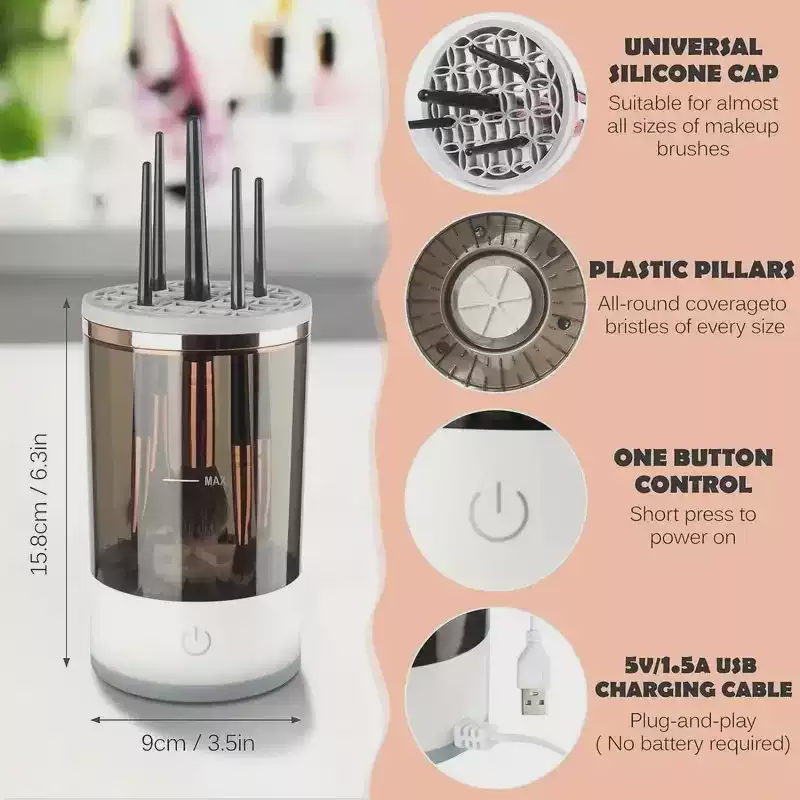 UNIVERSAL
SILICONE CAP
Suitable for almost
all sizes of makeup
brushes
PLASTIC PILLARS
All-round coverageto
bristles of every size
ONE BUTTON
CONTROL
Short press to
power on
5V/1.5A USB
CHARGING CABLE
Plug-and-play
( No battery required)
MAX
15.8cm / 6.3in
9cm / 3.5in